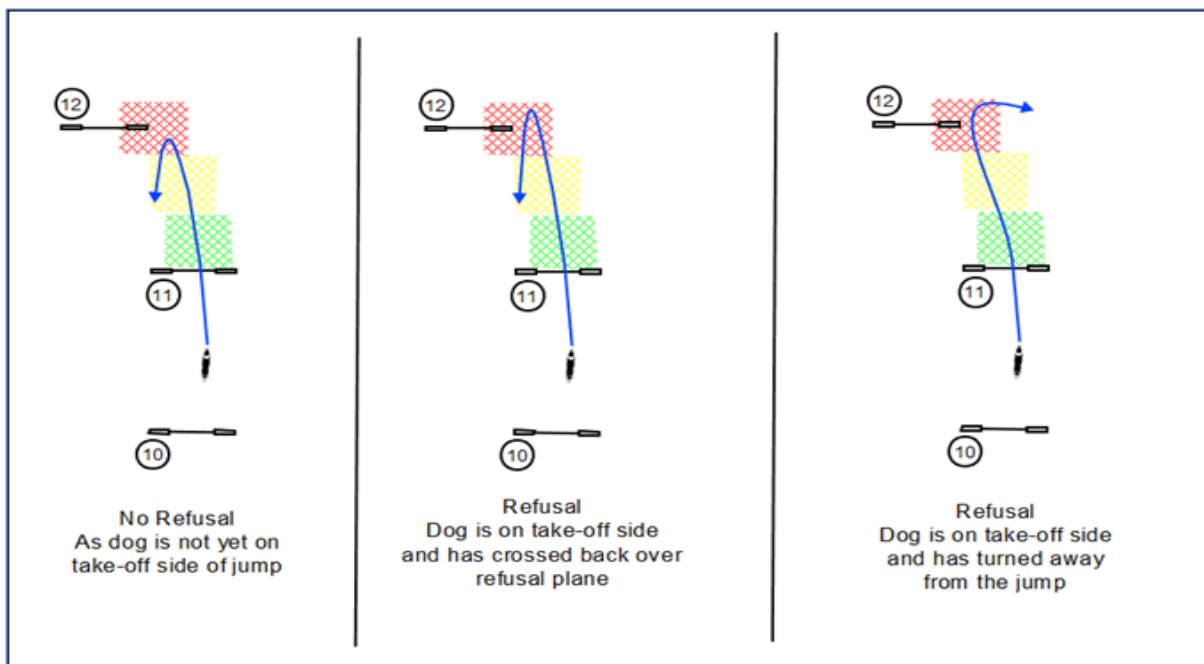 12
11
10
No Refusal
As dog is not yet on
take-off side of jump
12
11
10
Refusal
Dog is on take-off side
and has crossed back over
refusal plane
12
11
10
Refusal
Dog is on take-off side
and has turned away
from the jump